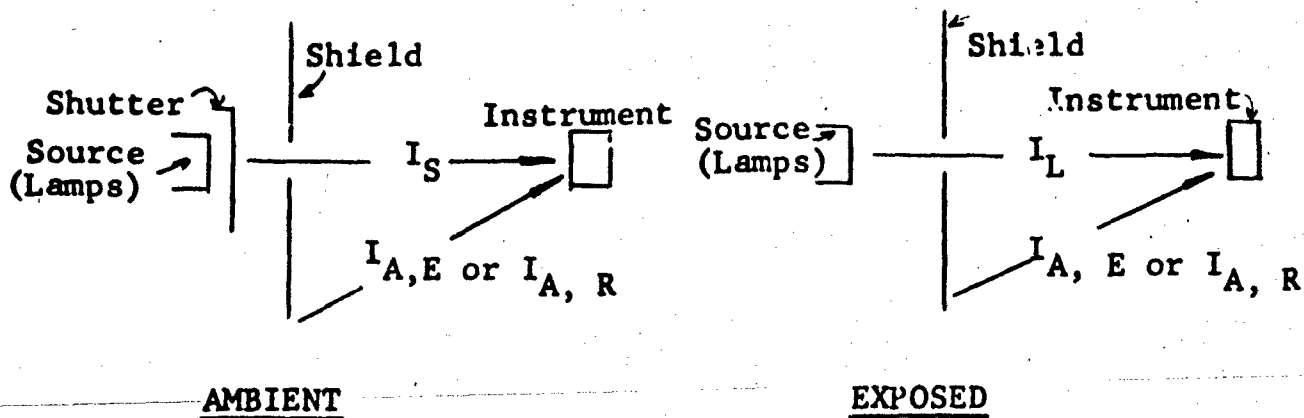 Shield
Shutter
Source
(Lamps)
Instrument
I_S
I_A,E or I_A, R
AMBIENT
Shield
Instrument
Source
(Lamps)
I_L
I_A, E or I_A, R
EXPOSED